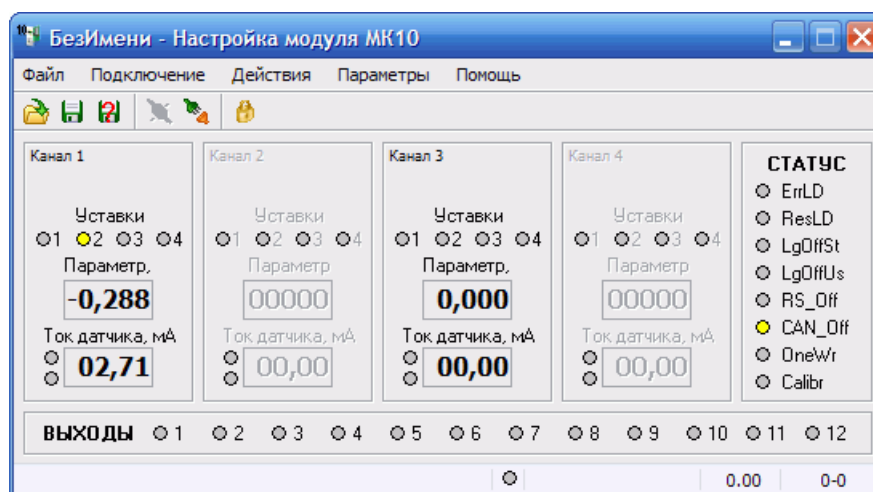 БезИмени - Настройка модуля МК10
Файл Подключение Действия Параметры Помощь
Канал 1
Уставки
1 2 3 4
Параметр,
-0,288
Ток датчика, мА
02,71
Канал 2
Уставки
1 2 3 4
Параметр
00000
Ток датчика, мА
00,00
Канал 3
Уставки
1 2 3 4
Параметр,
0,000
Ток датчика, мА
00,00
Канал 4
Уставки
1 2 3 4
Параметр
00000
Ток датчика, мА
00,00
СТАТУС
ErrLD
ResLD
LgOffSt
LgOffUs
RS_Off
CAN_Off
OneWr
Calibr
ВЫХОДЫ 1 2 3 4 5 6 7 8 9 10 11 12
0.00 0-0